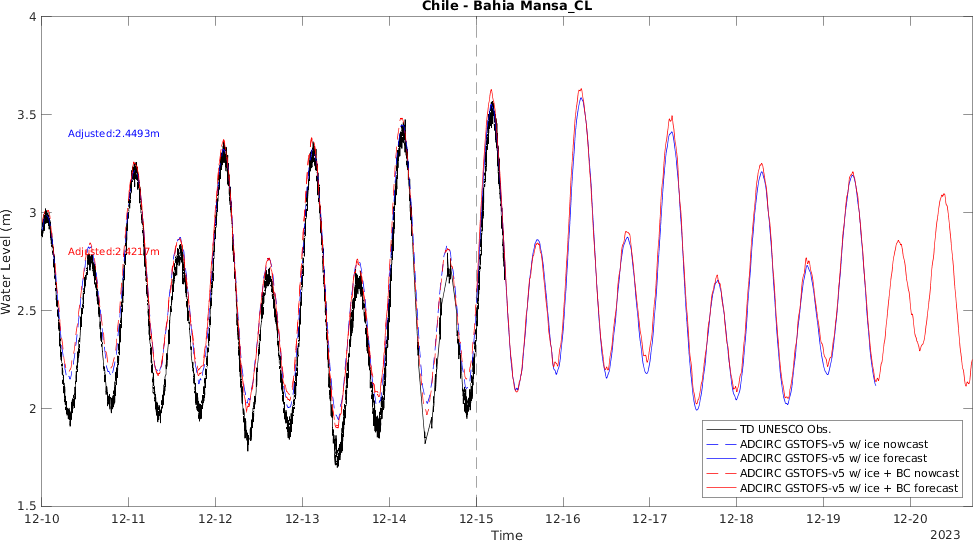 Chile - Bahia Mansa_CL
4
3.5
3
2.5
2
1.5
Water Level (m)
Adjusted:2.4493m
Adjusted:2.4217m
TD UNESCO Obs.
ADCIRC GSTOFS-v5 w/ ice nowcast
ADCIRC GSTOFS-v5 w/ ice forecast
ADCIRC GSTOFS-v5 w/ ice + BC nowcast
ADCIRC GSTOFS-v5 w/ ice + BC forecast
12-10 12-11 12-12 12-13 12-14 12-15 12-16 12-17 12-18 12-19 12-20
Time
2023